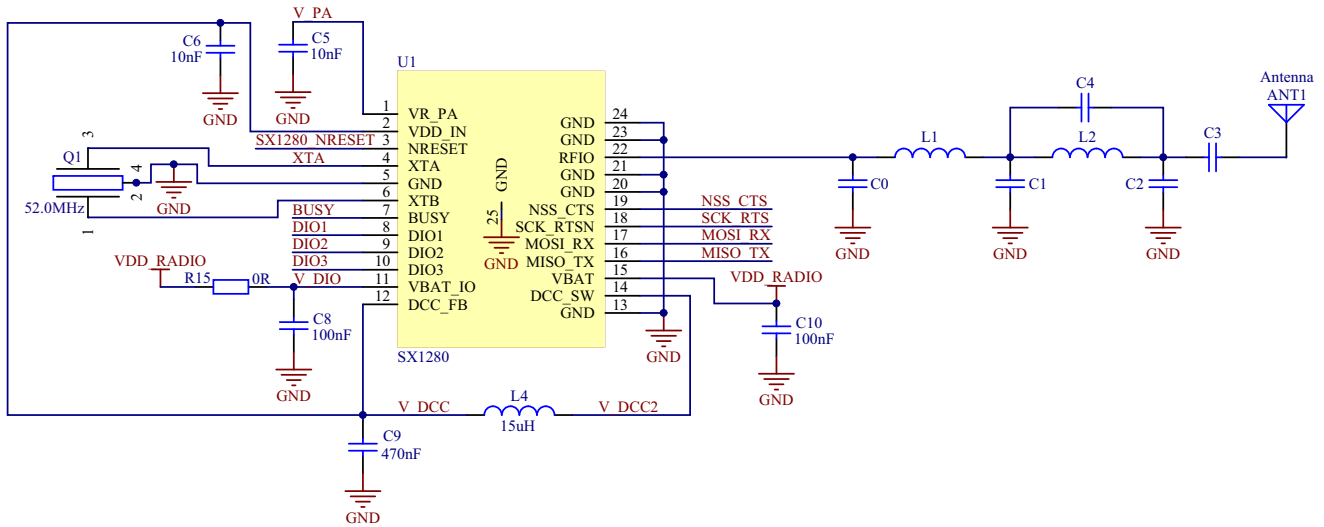 V_PA
C6
10nF
GND
C5
10nF
GND
U1
1
VR_PA
2
VDD_IN
SX1280_NRESET
3
NRESET
XTA
4
XTA
5
GND
6
XTB
BUSY
7
BUSY
DIO1
8
DIO1
DIO2
9
DIO2
DIO3
10
DIO3
V_DIO
11
VBAT_IO
12
DCC_FB
GND
25
GND
GND
24
GND
23
RFIO
22
GND
21
GND
20
NSS_CTS
19
NSS_CTS
SCK_RTSN
18
SCK_RTS
MOSI_RX
17
MOSI_RX
MISO_TX
16
MISO_TX
VBAT
15
DCC_SW
14
GND
13
SX1280
3
Q1
4
2
52.0MHz
1
GND
VDD_RADIO
R15
0R
C8
100nF
GND
VDD_RADIO
C10
100nF
GND
GND
V_DCC
L4
15uH
V_DCC2
C9
470nF
GND
L1
C4
L2
C3
Antenna
ANT1
C0
GND
C1
GND
C2
GND